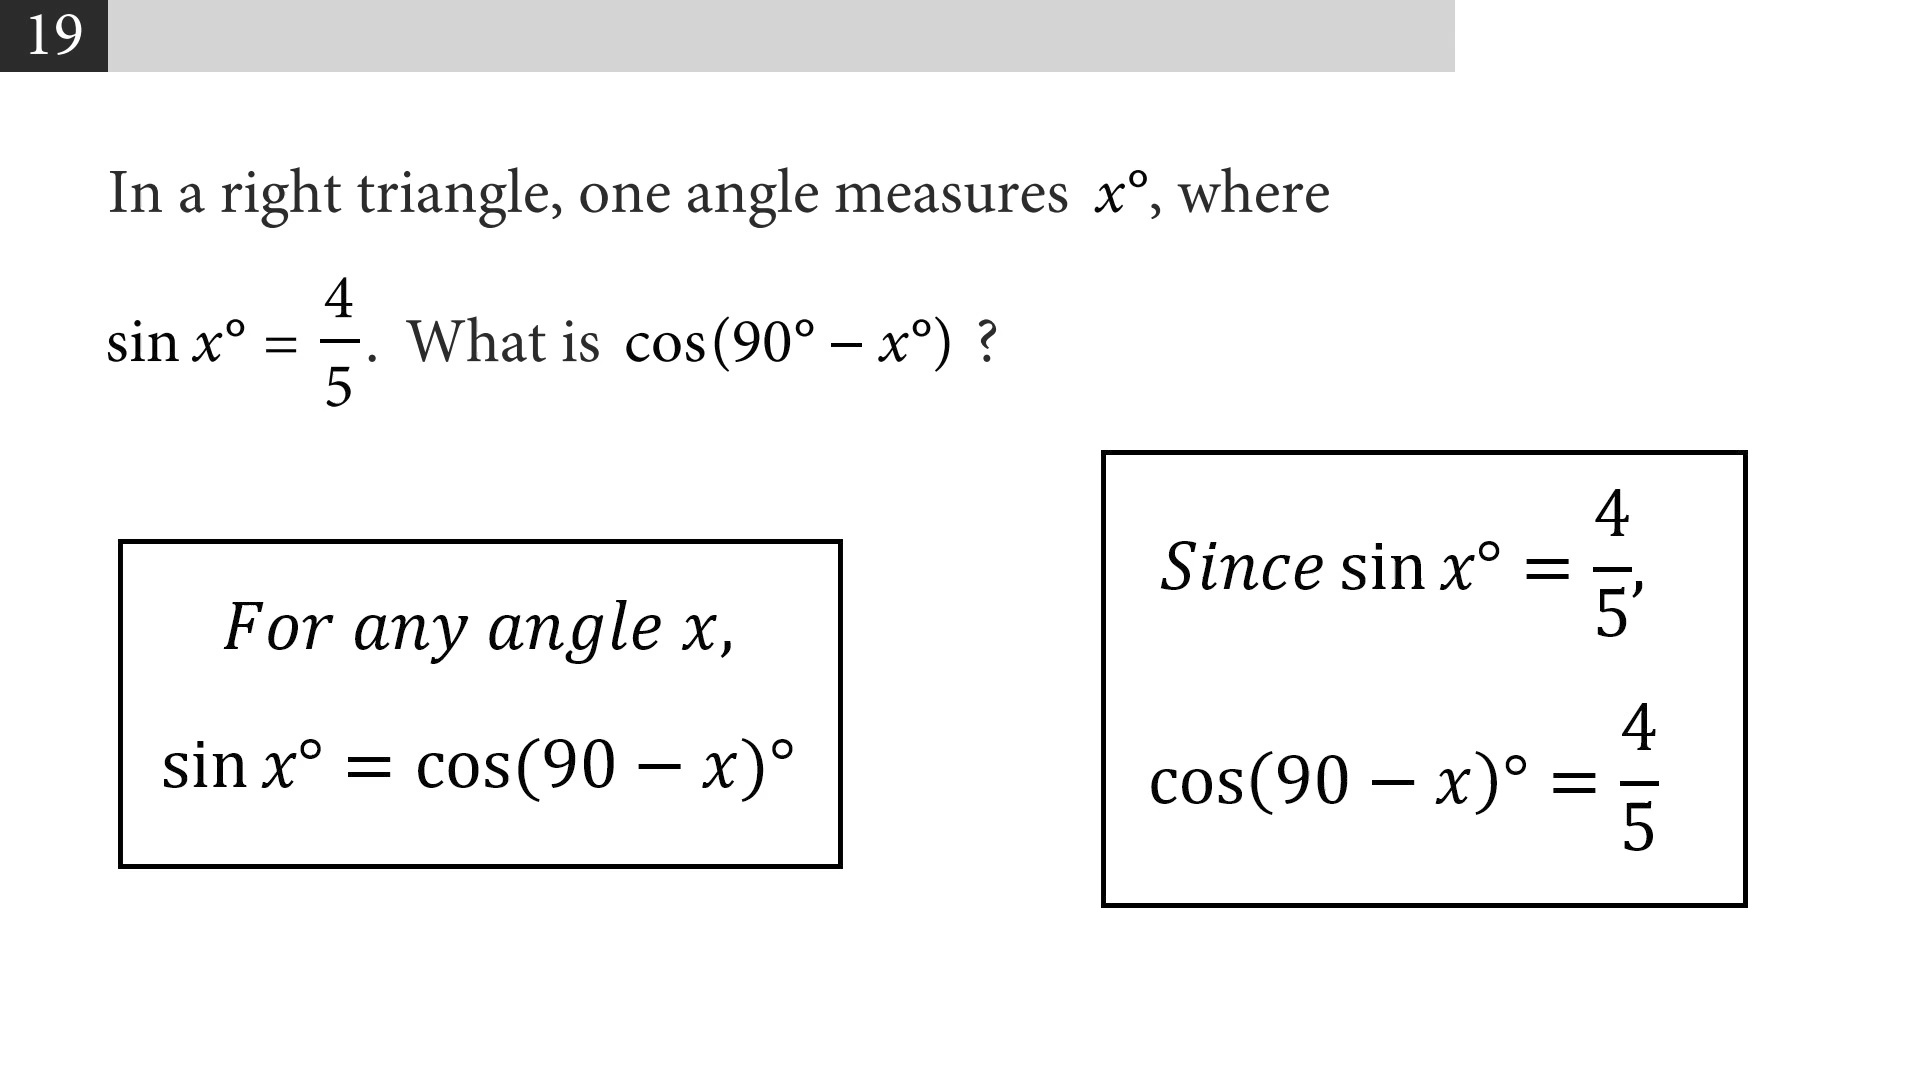 19
In a right triangle, one angle measures x°, where
sin x° = 4/5. What is cos(90° − x°) ?
For any angle x,
sin x° = cos(90 − x)°
Since sin x° = 4/5,
cos(90 − x)° = 4/5